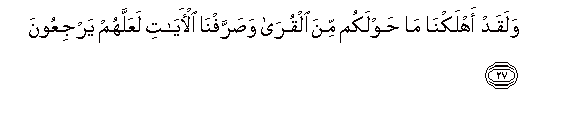 وَلَقَدْ أَهْلَكْنَا مَا حَوْلَكُم مِّنَ ٱلْقُرَىٰ وَصَرَّفْنَا ٱلْأَيَـٰتِ لَعَلَّهُمْ يَرْجِعُونَ
٢٧